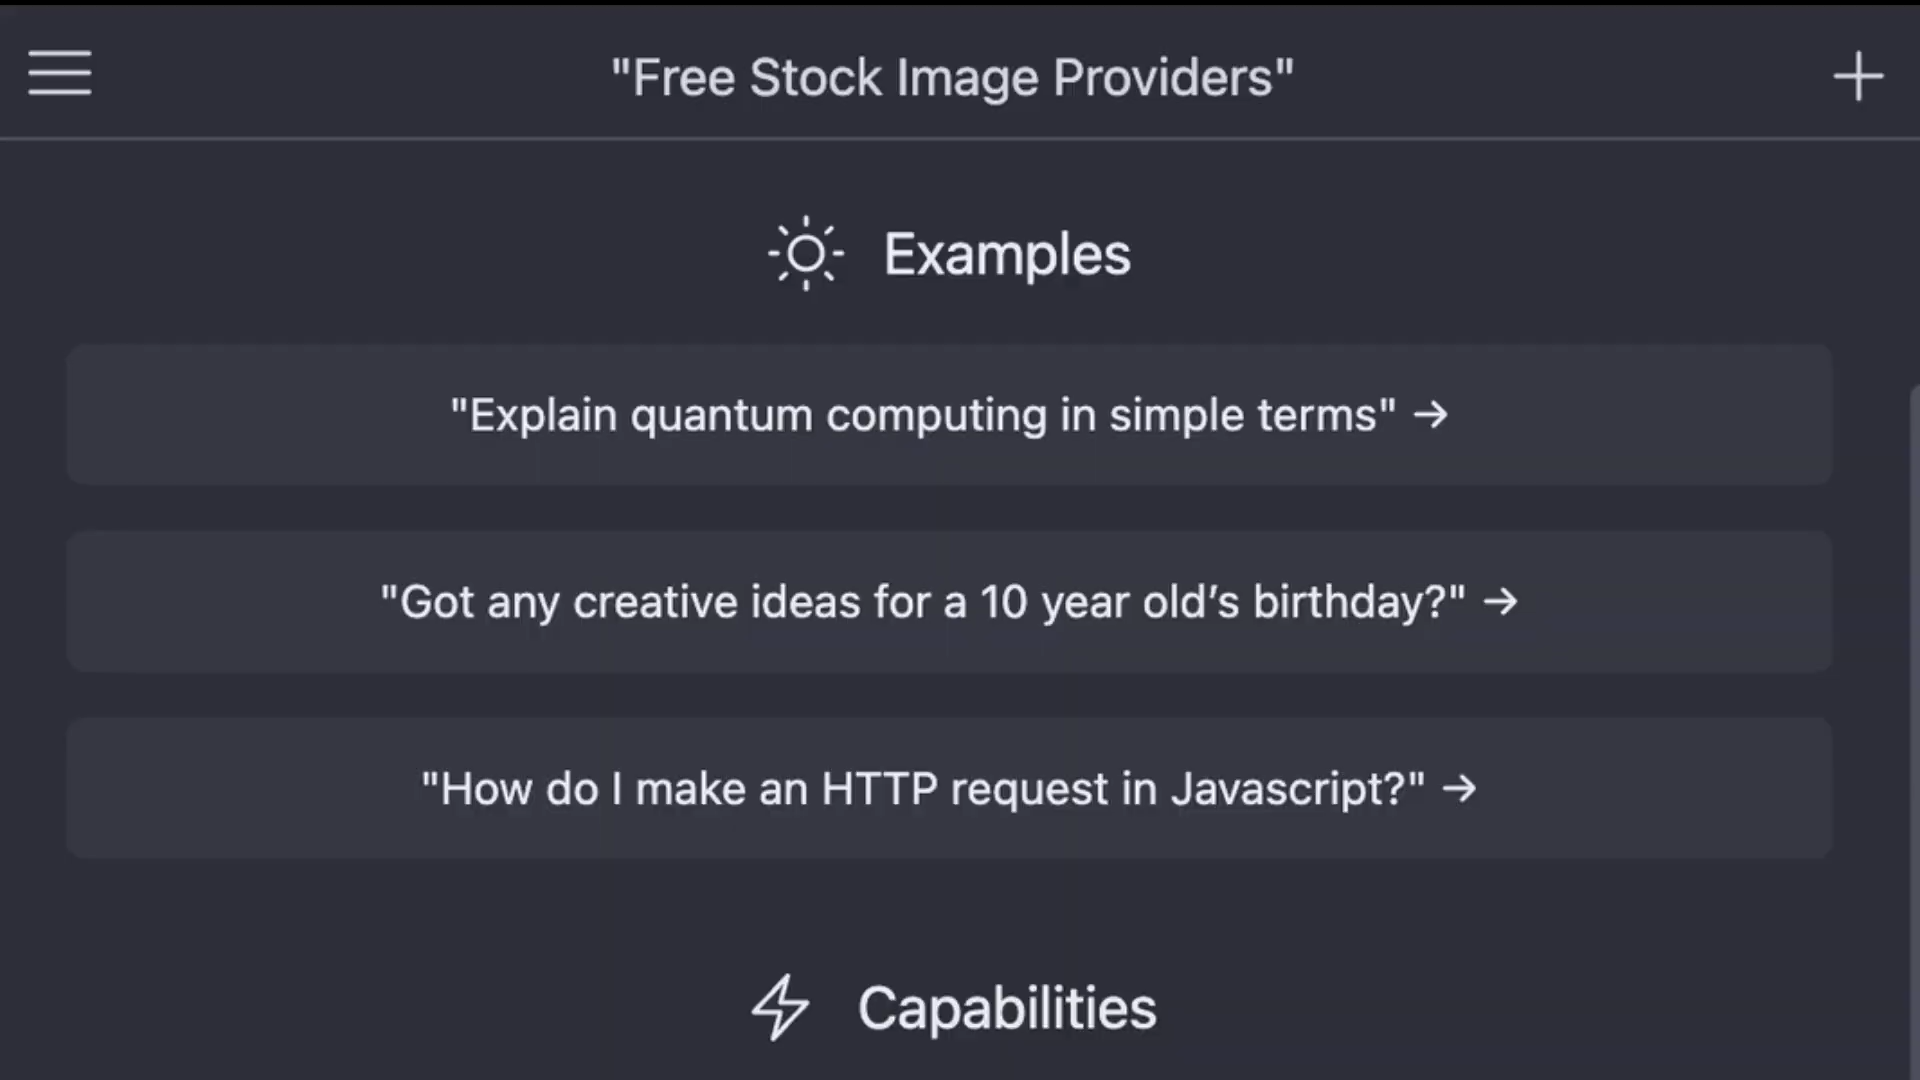 "Free Stock Image Providers"
Examples
"Explain quantum computing in simple terms" →
"Got any creative ideas for a 10 year old’s birthday?" →
"How do I make an HTTP request in Javascript?" →
Capabilities